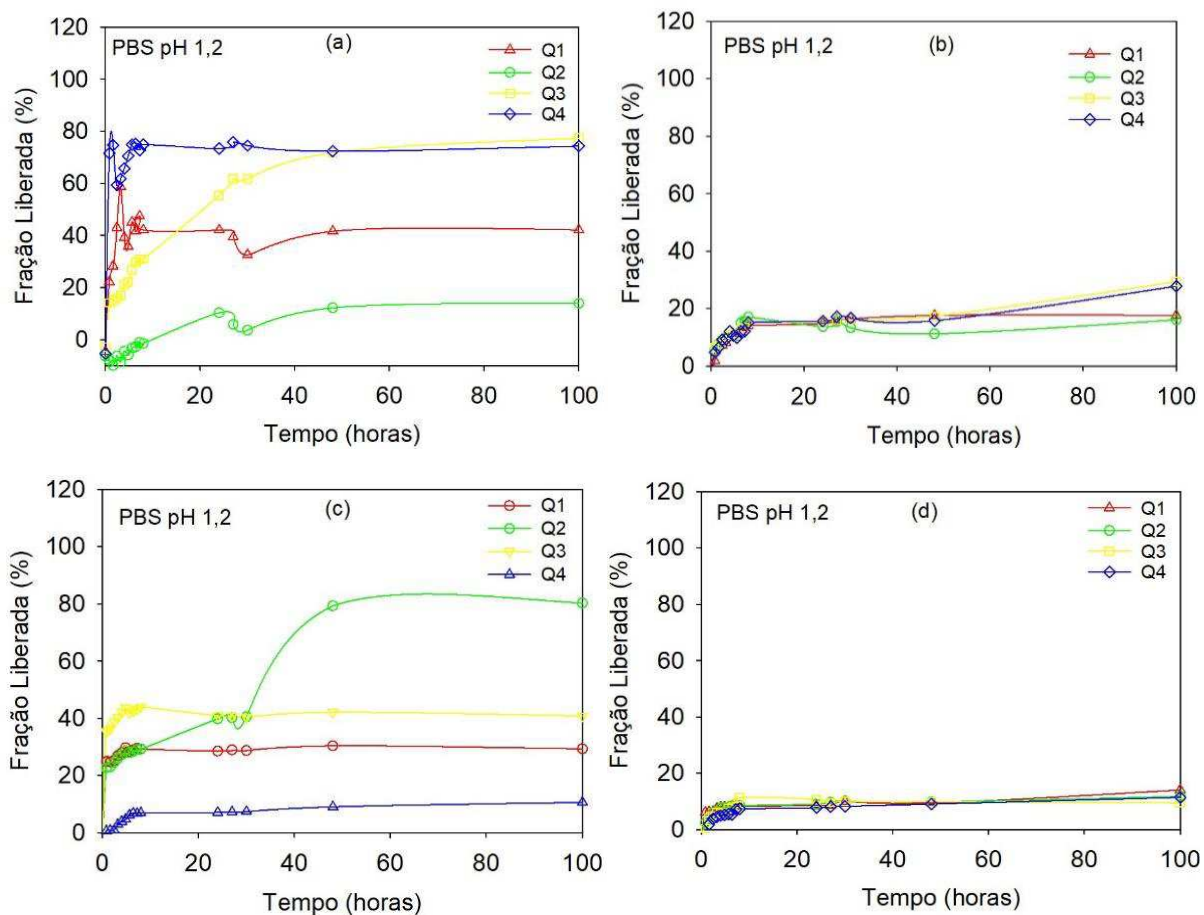 PBS pH 1,2
(a)
Q1
Q2
Q3
Q4
120
100
80
60
40
20
0
Fração Liberada (%)
0 20 40 60 80 100
Tempo (horas)
PBS pH 1,2
(b)
Q1
Q2
Q3
Q4
120
100
80
60
40
20
0
Fração Liberada (%)
0 20 40 60 80 100
Tempo (horas)
PBS pH 1,2
(c)
Q1
Q2
Q3
Q4
120
100
80
60
40
20
0
Fração Liberada (%)
0 20 40 60 80 100
Tempo (horas)
PBS pH 1,2
(d)
Q1
Q2
Q3
Q4
120
100
80
60
40
20
0
Fração Liberada (%)
0 20 40 60 80 100
Tempo (horas)